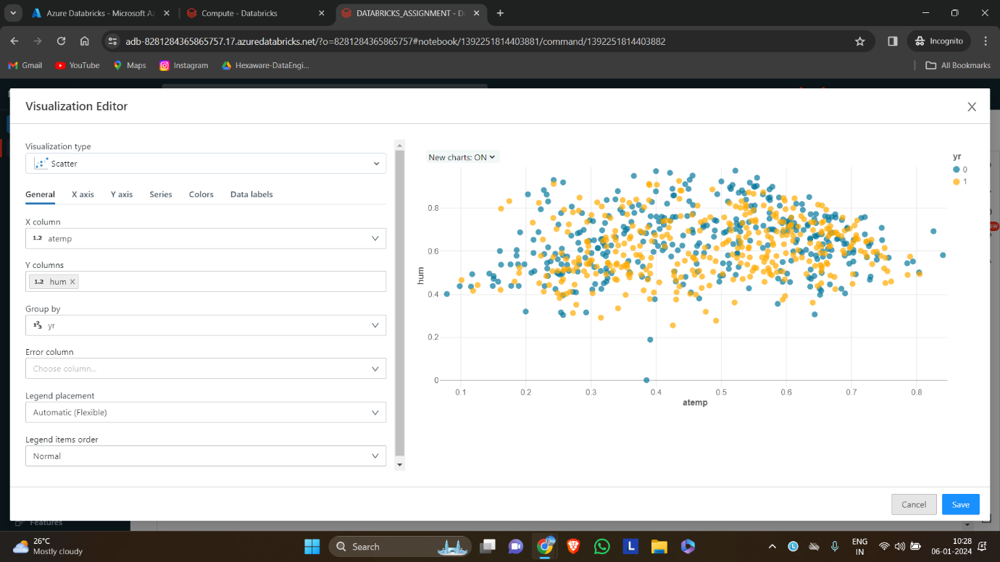 Azure Databricks - Microsoft Az
Compute - Databricks
DATABRICKS_ASSIGNMENT - D
adb-8281284365865757.17.azuredatabricks.net/?o=8281284365865757#notebook/1392251814403881/command/1392251814403882
Incognito
Gmail
YouTube
Maps
Instagram
Hexaware-DataEngi...
All Bookmarks
Visualization Editor
Visualization type
Scatter
General X axis Y axis Series Colors Data labels
X column
1.2 atemp
Y columns
1.2 hum
Group by
123 yr
Error column
Choose column...
Legend placement
Automatic (Flexible)
Legend items order
Normal
New charts: ON
yr
0
1
0.8
0.6
0.4
0.2
0
hum
0.1 0.2 0.3 0.4 0.5 0.6 0.7 0.8
atemp
Cancel Save
Features
26°C
Mostly cloudy
Search
L
L
ENG
IN
10:28
06-01-2024